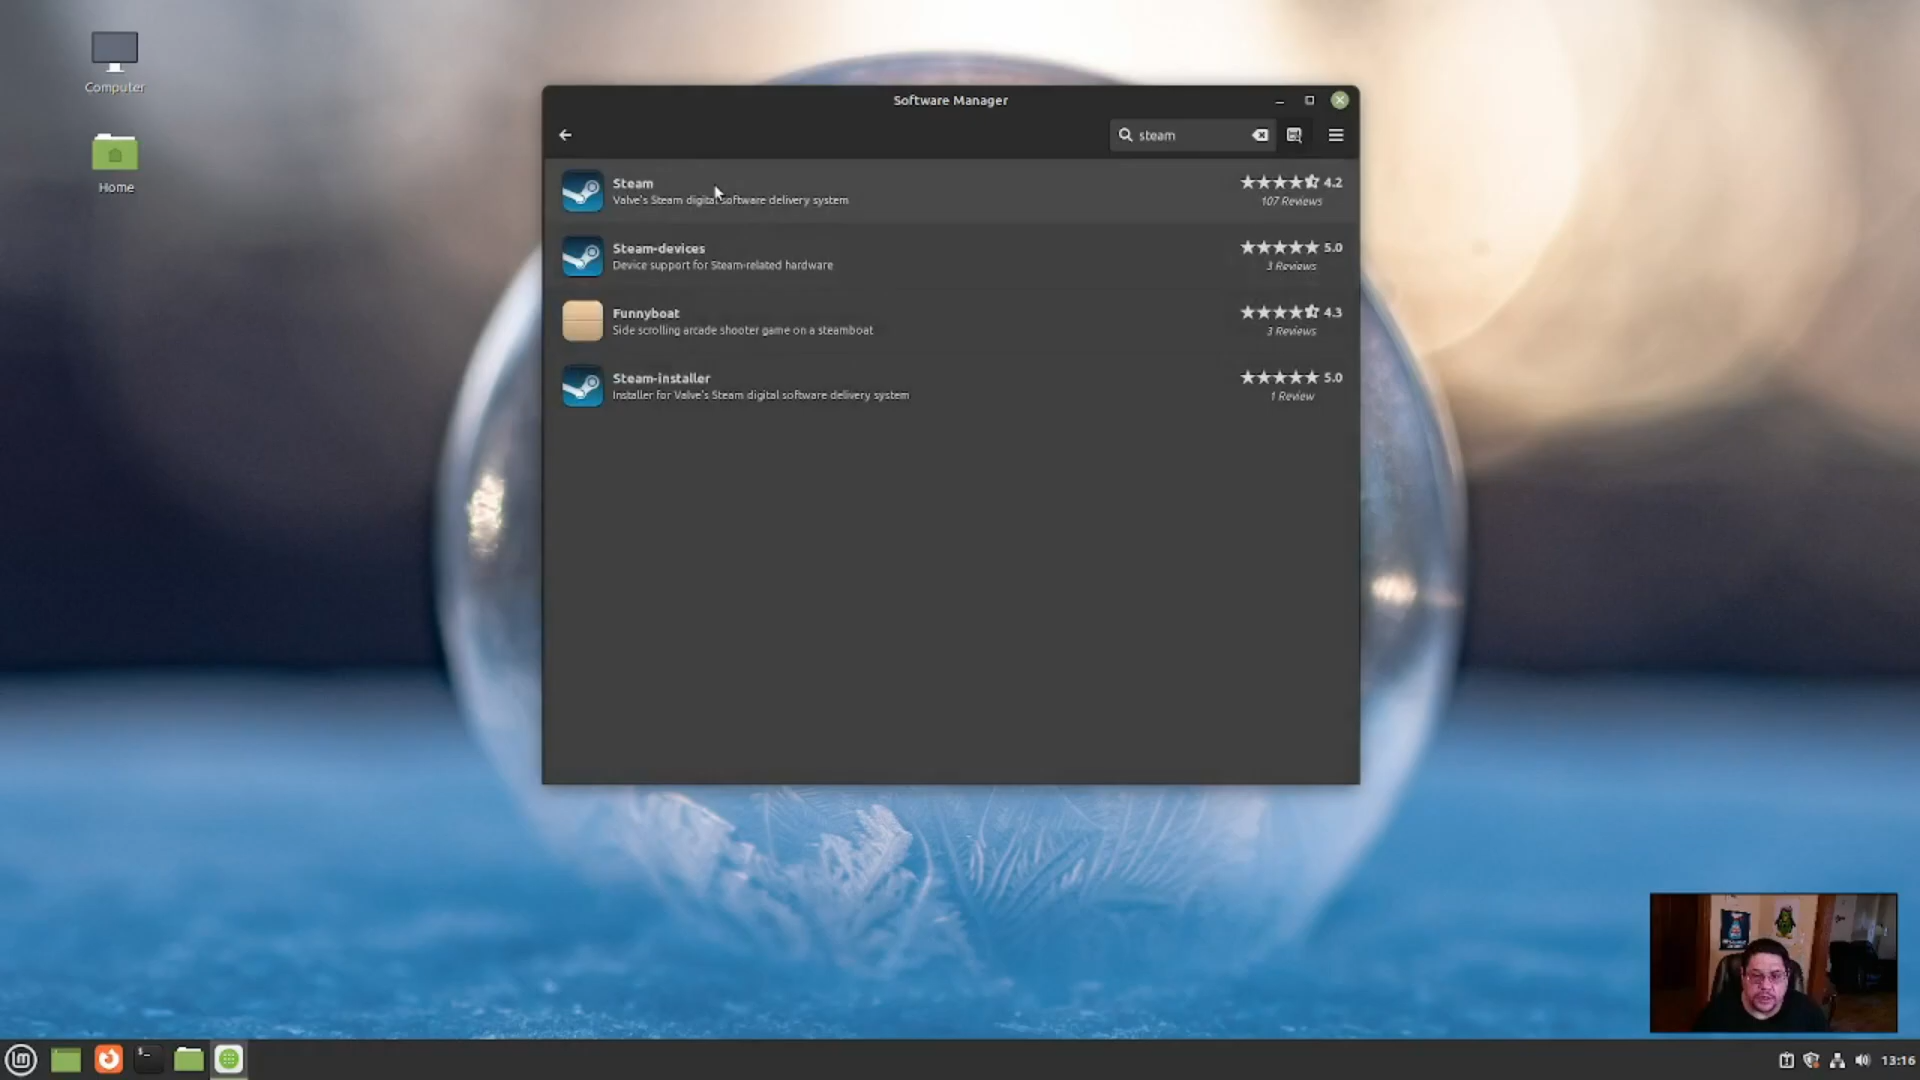 Computer
Home
Software Manager
steam
Steam
Valve's Steam digital software delivery system
4.2
107 Reviews
Steam-devices
Device support for Steam-related hardware
5.0
3 Reviews
Funnyboat
Side scrolling arcade shooter game on a steamboat
4.3
3 Reviews
Steam-installer
Installer for Valve's Steam digital software delivery system
5.0
1 Review
13:16